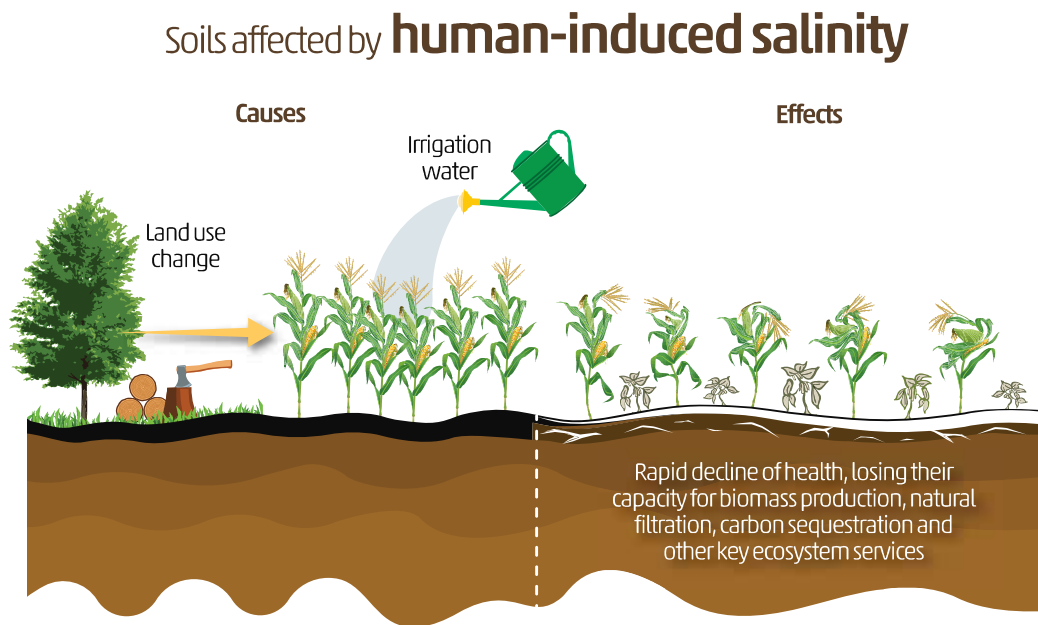 Soils affected by human-induced salinity
Causes
Effects
Irrigation
water
Land use
change
Rapid decline of health, losing their
capacity for biomass production, natural
filtration, carbon sequestration and
other key ecosystem services